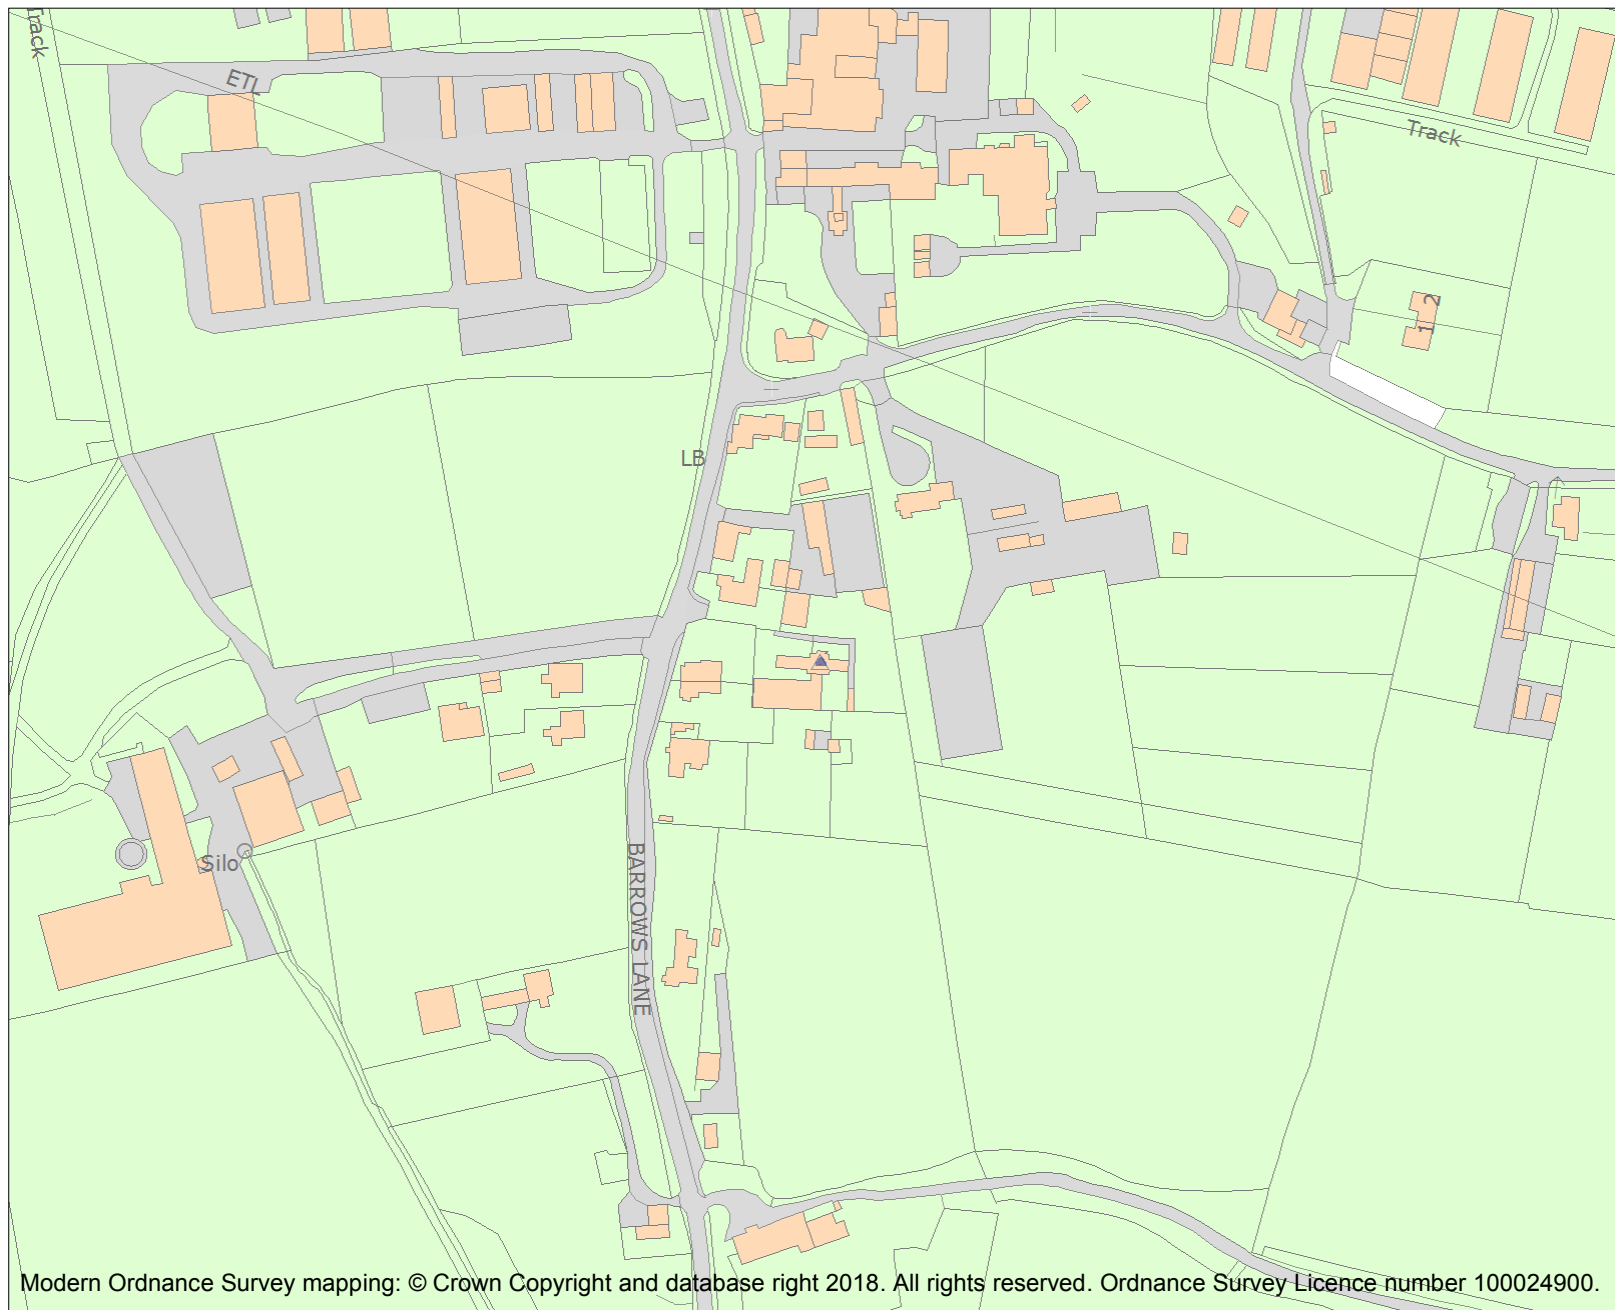 Track
ETL
Track
1 2
LB
Silo
BARROWS LANE
Modern Ordnance Survey mapping: © Crown Copyright and database right 2018. All rights reserved. Ordnance Survey Licence number 100024900.